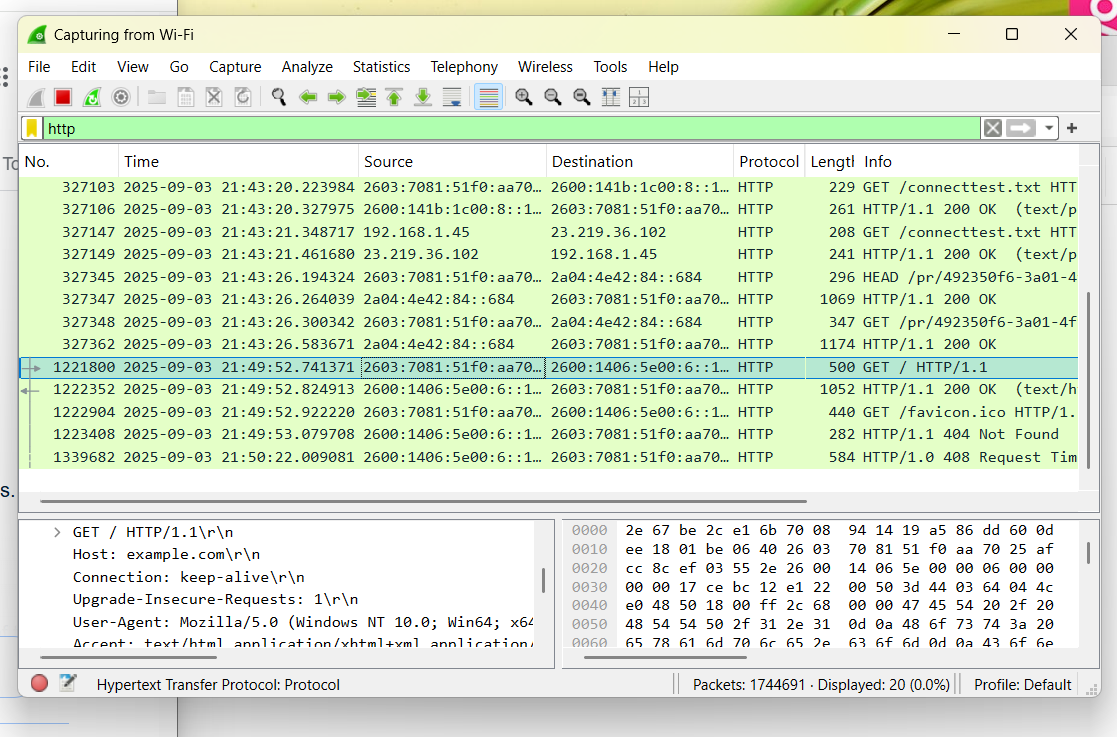 Capturing from Wi-Fi
File Edit View Go Capture Analyze Statistics Telephony Wireless Tools Help
http
To
No. Time Source Destination Protocol Lengtl Info
327103 2025-09-03 21:43:20.223984 2603:7081:51f0:aa70… 2600:141b:1c00:8::1… HTTP 229 GET /connecttest.txt HTT
327106 2025-09-03 21:43:20.327975 2600:141b:1c00:8::1… 2603:7081:51f0:aa70… HTTP 261 HTTP/1.1 200 OK (text/p
327147 2025-09-03 21:43:21.348717 192.168.1.45 23.219.36.102 HTTP 208 GET /connecttest.txt HTT
327149 2025-09-03 21:43:21.461680 23.219.36.102 192.168.1.45 HTTP 241 HTTP/1.1 200 OK (text/p
327345 2025-09-03 21:43:26.194324 2603:7081:51f0:aa70… 2a04:4e42:84::684 HTTP 296 HEAD /pr/492350f6-3a01-4
327347 2025-09-03 21:43:26.264039 2a04:4e42:84::684 2603:7081:51f0:aa70… HTTP 1069 HTTP/1.1 200 OK
327348 2025-09-03 21:43:26.300342 2603:7081:51f0:aa70… 2a04:4e42:84::684 HTTP 347 GET /pr/492350f6-3a01-4f
327362 2025-09-03 21:43:26.583671 2a04:4e42:84::684 2603:7081:51f0:aa70… HTTP 1174 HTTP/1.1 200 OK
1221800 2025-09-03 21:49:52.741371 2603:7081:51f0:aa70… 2600:1406:5e00:6::1… HTTP 500 GET / HTTP/1.1
1222352 2025-09-03 21:49:52.824913 2600:1406:5e00:6::1… 2603:7081:51f0:aa70… HTTP 1052 HTTP/1.1 200 OK (text/h
1222904 2025-09-03 21:49:52.922220 2603:7081:51f0:aa70… 2600:1406:5e00:6::1… HTTP 440 GET /favicon.ico HTTP/1.
1223408 2025-09-03 21:49:53.079708 2600:1406:5e00:6::1… 2603:7081:51f0:aa70… HTTP 282 HTTP/1.1 404 Not Found
1339682 2025-09-03 21:50:22.009081 2600:1406:5e00:6::1… 2603:7081:51f0:aa70… HTTP 584 HTTP/1.0 408 Request Tim
s.
GET / HTTP/1.1\r\n
Host: example.com\r\n
Connection: keep-alive\r\n
Upgrade-Insecure-Requests: 1\r\n
User-Agent: Mozilla/5.0 (Windows NT 10.0; Win64; x64
Accept: text/html,application/xhtml+xml,application/
0000 2e 67 be 2c e1 6b 70 08 94 14 19 a5 86 dd 60 0d
0010 ee 18 01 be 06 40 26 03 70 81 51 f0 aa 70 25 af
0020 cc 8c ef 03 55 2e 26 00 14 06 5e 00 00 06 00 00
0030 00 00 17 ce bc 12 e1 22 00 50 3d 44 03 64 04 4c
0040 e0 48 50 18 00 ff 2c 68 00 00 47 45 54 20 2f 20
0050 48 54 54 50 2f 31 2e 31 0d 0a 48 6f 73 74 3a 20
0060 65 78 61 6d 70 6c 65 2e 63 6f 6d 0d 0a 43 6f 6e
Hypertext Transfer Protocol: Protocol
Packets: 1744691 · Displayed: 20 (0.0%)
Profile: Default